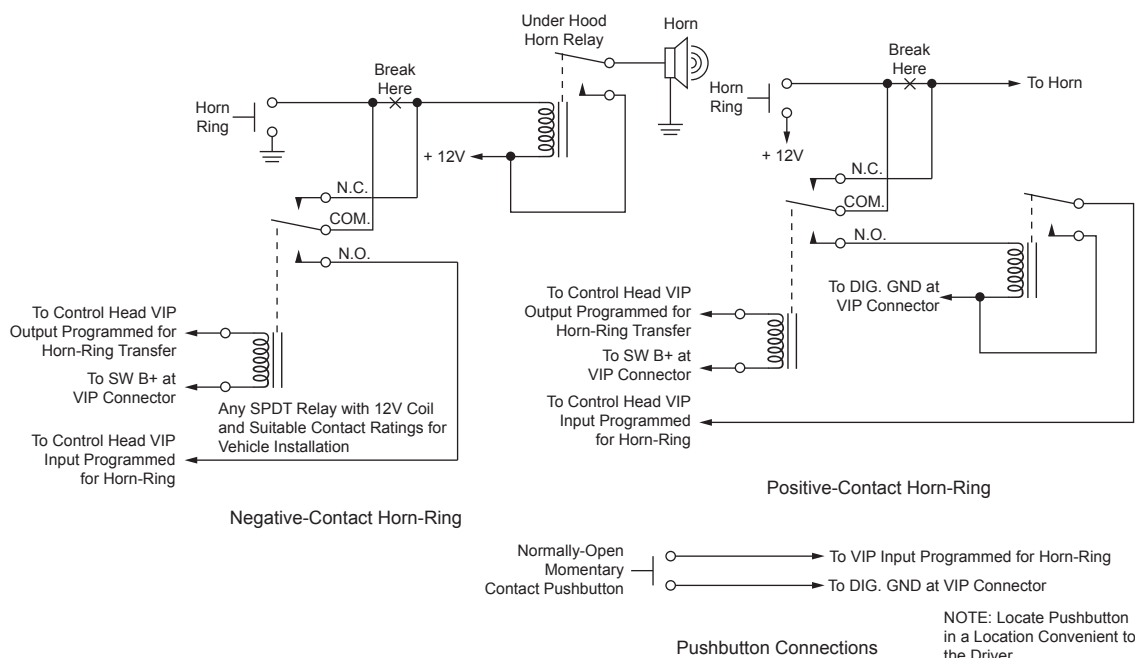 Under Hood
Horn Relay
Horn
Break
Here
Horn
Ring
+ 12V
N.C.
COM.
N.O.
To Control Head VIP
Output Programmed for
Horn-Ring Transfer
To SW B+ at
VIP Connector
Any SPDT Relay with 12V Coil
and Suitable Contact Ratings for
Vehicle Installation
To Control Head VIP
Input Programmed
for Horn-Ring
Negative-Contact Horn-Ring
Break
Here
To Horn
Horn
Ring
+ 12V
N.C.
COM.
N.O.
To DIG. GND at
VIP Connector
To Control Head VIP
Output Programmed for
Horn-Ring Transfer
To SW B+ at
VIP Connector
To Control Head VIP
Input Programmed
for Horn-Ring
Positive-Contact Horn-Ring
Normally-Open
Momentary
Contact Pushbutton
To VIP Input Programmed for Horn-Ring
To DIG. GND at VIP Connector
Pushbutton Connections
NOTE: Locate Pushbutton
in a Location Convenient to
the Driver